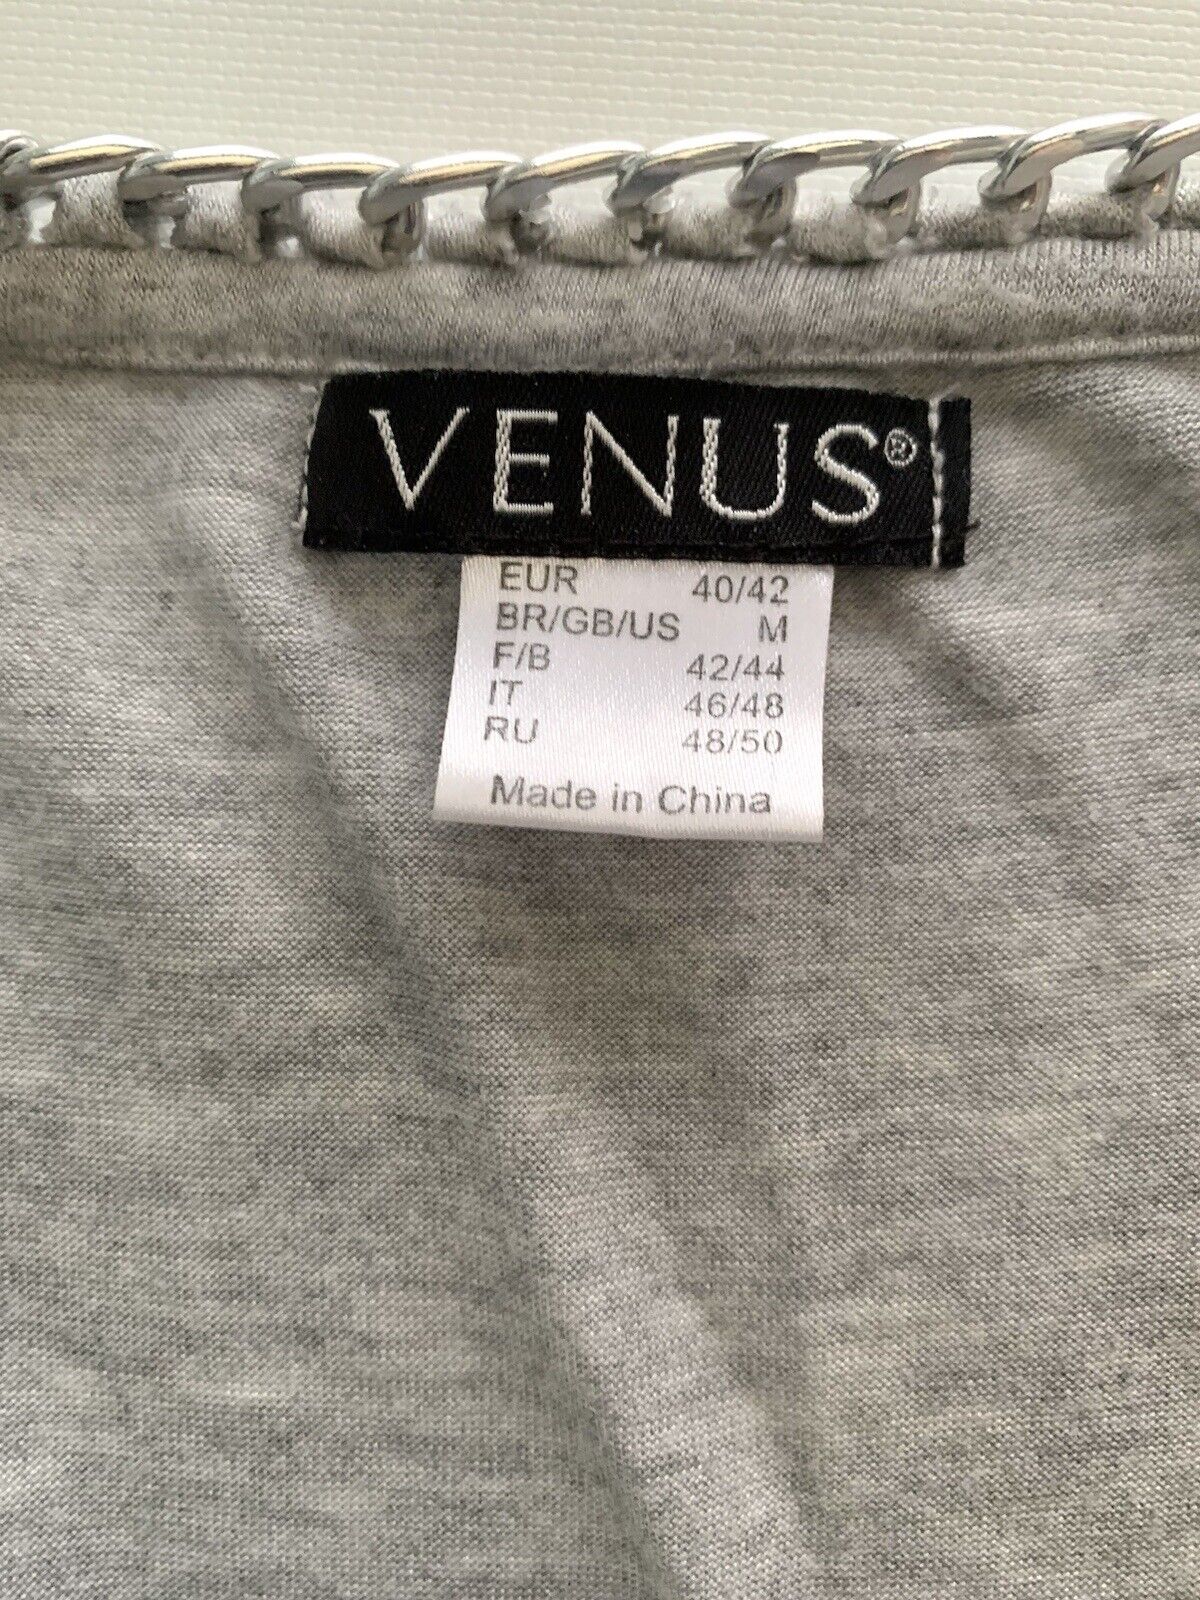 VENUS®
EUR 40/42
BR/GB/US M
F/B 42/44
IT 46/48
RU 48/50
Made in China